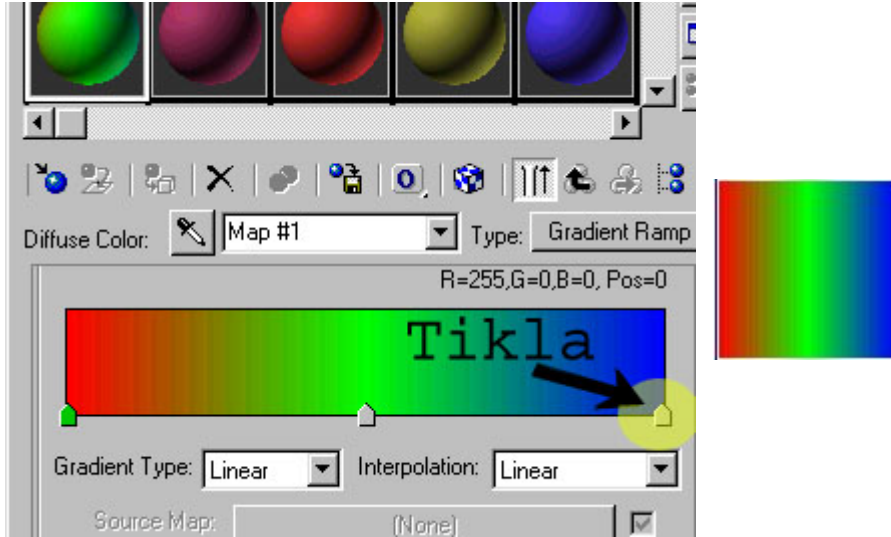 Diffuse Color: Map #1 Type: Gradient Ramp
R=255,G=0,B=0, Pos=0
Tikla
Gradient Type: Linear Interpolation: Linear
Source Map: (None)